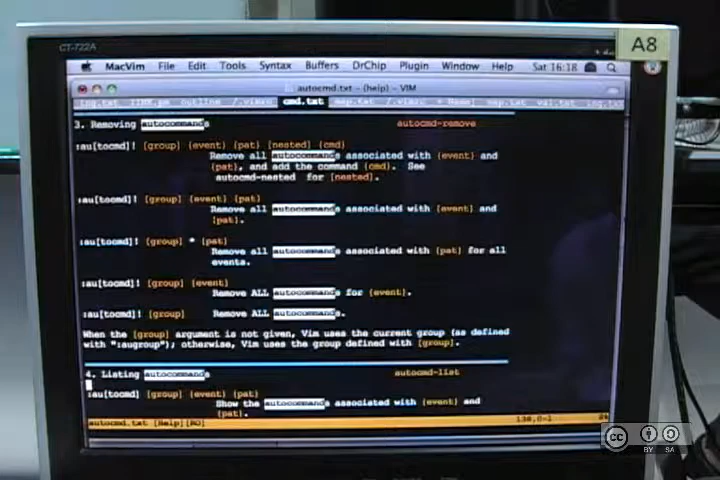 CT-722A
A8
MacVim File Edit Tools Syntax Buffers DrChip Plugin Window Help Sat 16:18
autocmd.txt - (help) - VIM
cmd.txt
3. Removing autocommands autocmd-remove
:au[tocmd]! [group] {event} {pat} [nested] {cmd}
Remove all autocommands associated with {event} and
{pat}, and add the command {cmd}. See
autocmd-nested for [nested].
:au[tocmd]! [group] {event} {pat}
Remove all autocommands associated with {event} and
{pat}.
:au[tocmd]! [group] * {pat}
Remove all autocommands associated with {pat} for all
events.
:au[tocmd]! [group] {event}
Remove ALL autocommands for {event}.
:au[tocmd]! [group] Remove ALL autocommands.
When the [group] argument is not given, Vim uses the current group (as defined
with ":augroup"); otherwise, Vim uses the group defined with [group].
4. Listing autocommands autocmd-list
:au[tocmd] [group] {event} {pat}
Show the autocommands associated with {event} and
{pat}.
autocmd.txt [Help][RO] 136,0-1
cc
BY SA